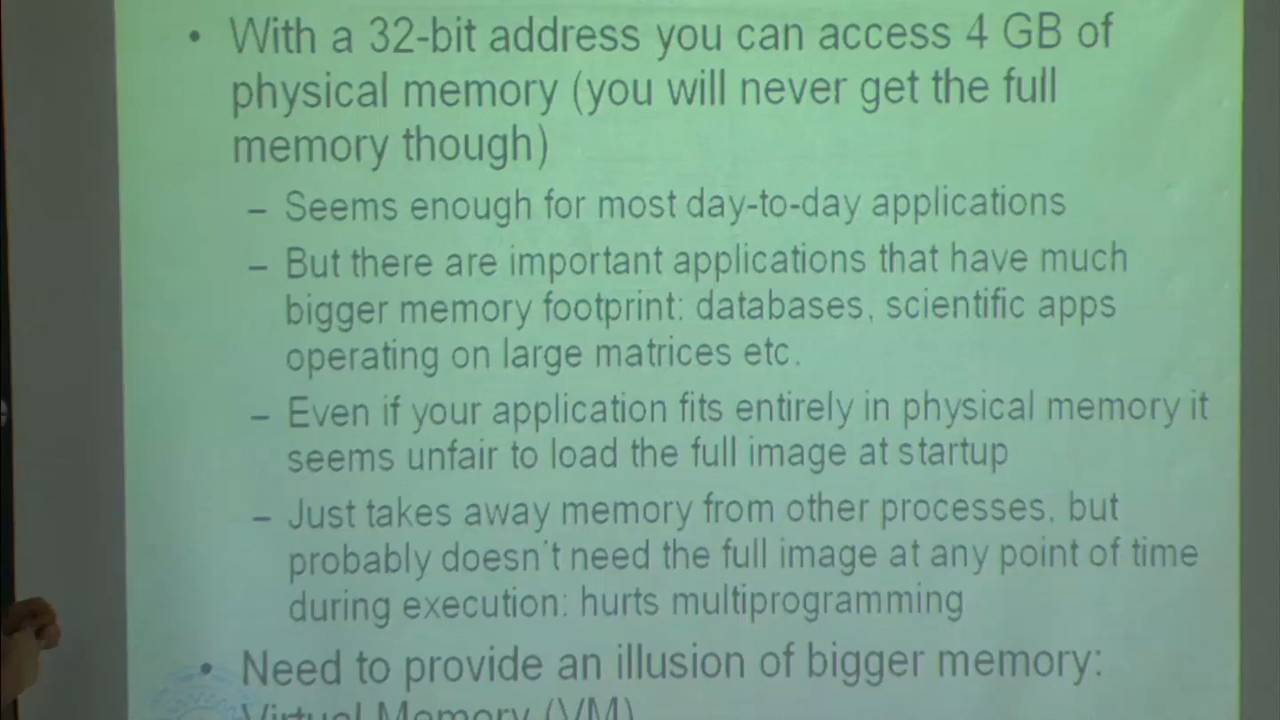 • With a 32-bit address you can access 4 GB of
physical memory (you will never get the full
memory though)
– Seems enough for most day-to-day applications
– But there are important applications that have much
bigger memory footprint: databases, scientific apps
operating on large matrices etc.
– Even if your application fits entirely in physical memory it
seems unfair to load the full image at startup
– Just takes away memory from other processes, but
probably doesn't need the full image at any point of time
during execution: hurts multiprogramming
• Need to provide an illusion of bigger memory:
Virtual Memory (VM)